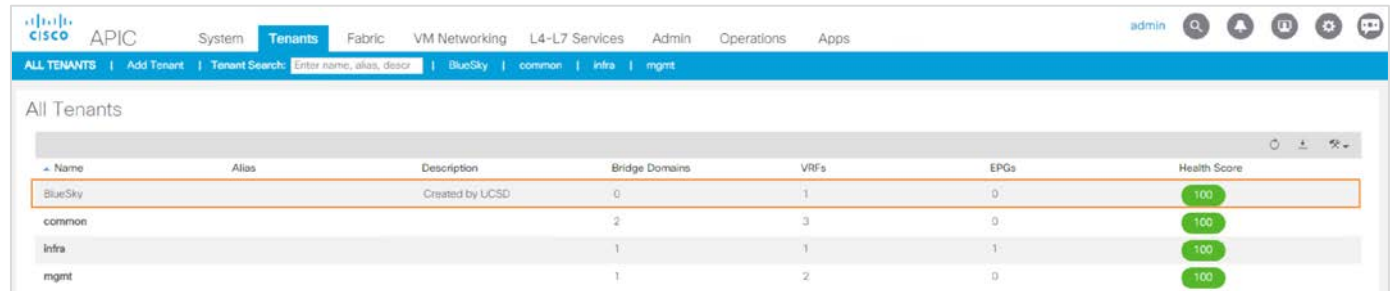 CISCO APIC System Tenants Fabric VM Networking L4-L7 Services Admin Operations Apps admin
ALL TENANTS | Add Tenant | Tenant Search: Enter name, alias, descr | BlueSky | common | infra | mgmt
All Tenants
Name Alias Description Bridge Domains VRFs EPGs Health Score
BlueSky Created by UCSD 0 1 0 100
common 2 3 0 100
infra 1 1 1 100
mgmt 1 2 0 100